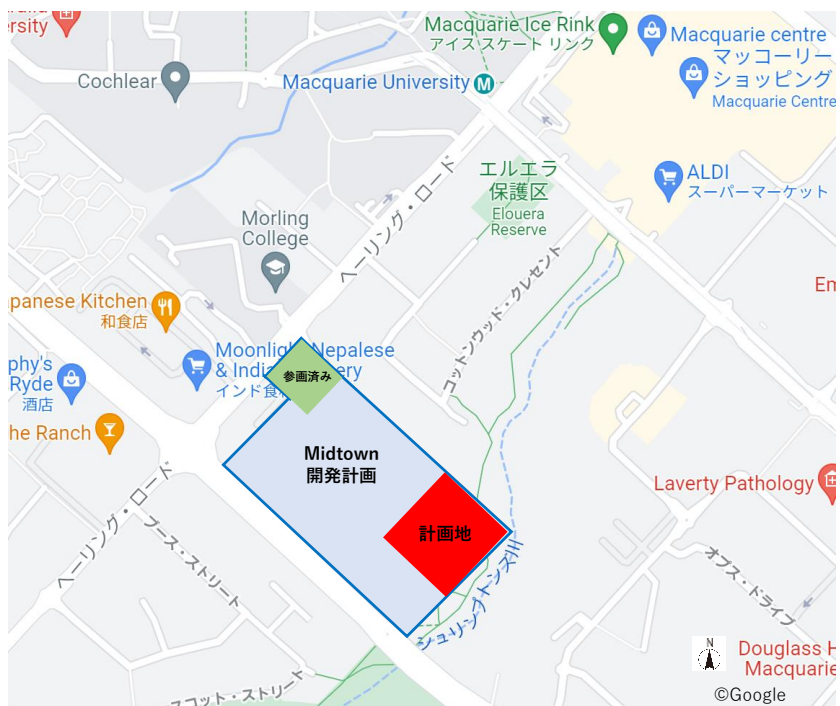 ersity
Macquarie Ice Rink
アイス スケート リンク
Macquarie centre
マッコーリー
ショッピング
Macquarie Centre
Cochlear
Macquarie University
M
エルエラ
保護区
Elouera
Reserve
ALDI
スーパーマーケット
ヘーリング・ロード
Morling
College
コットンウッド・クレセント
Em
panese Kitchen
和食店
Moonlight Nepalese
& India
ery
インド食
参画済み
phy's
Ryde
酒店
he Ranch
Midtown
開発計画
計画地
Laverty Pathology
ヘーリング・ロード
ブース・ストリート
シュリンプトンズ川
オブス・ドライブ
スコット・ストリート
N
Douglass H
Macquarie
©Google